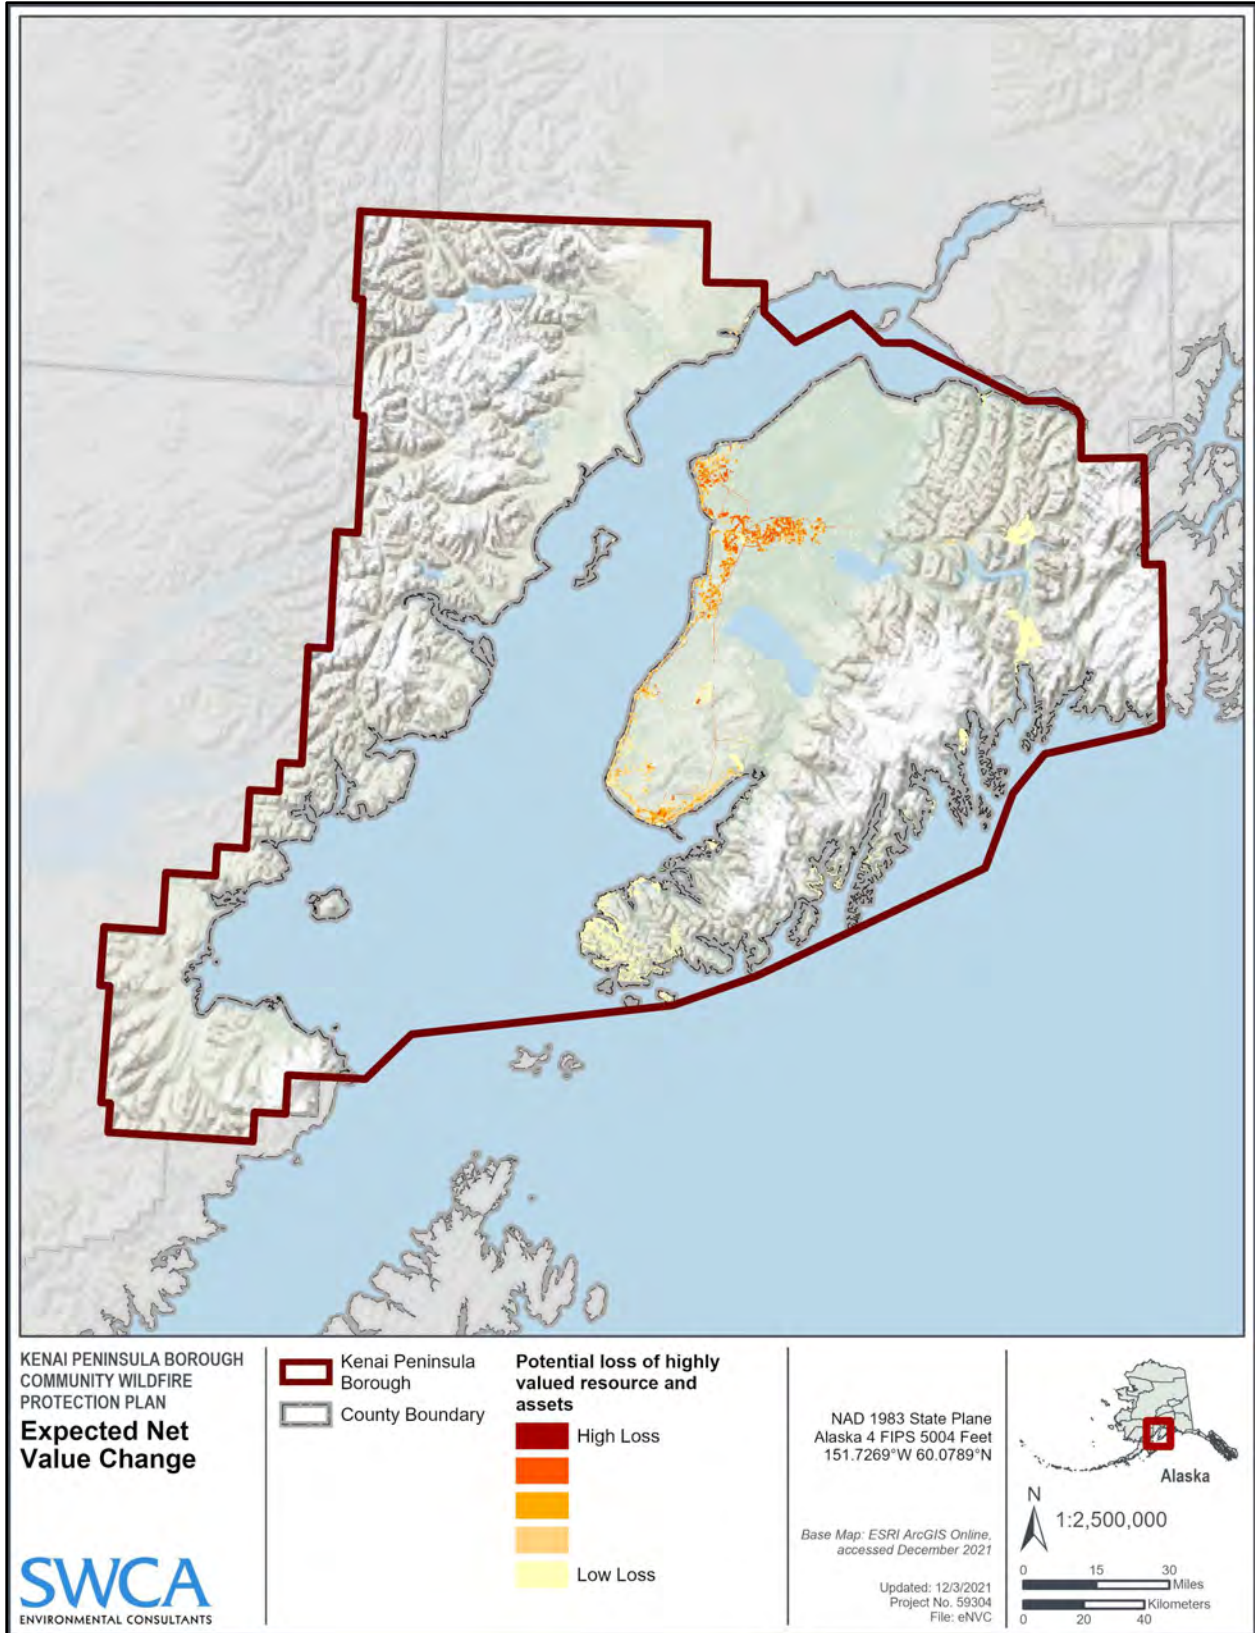 KENAI PENINSULA BOROUGH
COMMUNITY WILDFIRE
PROTECTION PLAN
Expected Net
Value Change
SWCA
ENVIRONMENTAL CONSULTANTS
Kenai Peninsula
Borough
County Boundary
Potential loss of highly
valued resource and
assets
High Loss
Low Loss
NAD 1983 State Plane
Alaska 4 FIPS 5004 Feet
151.7269°W 60.0789°N
Base Map: ESRI ArcGIS Online,
accessed December 2021
Updated: 12/3/2021
Project No. 59304
File: eNVC
Alaska
N
1:2,500,000
0 15 30
Miles
Kilometers
0 20 40